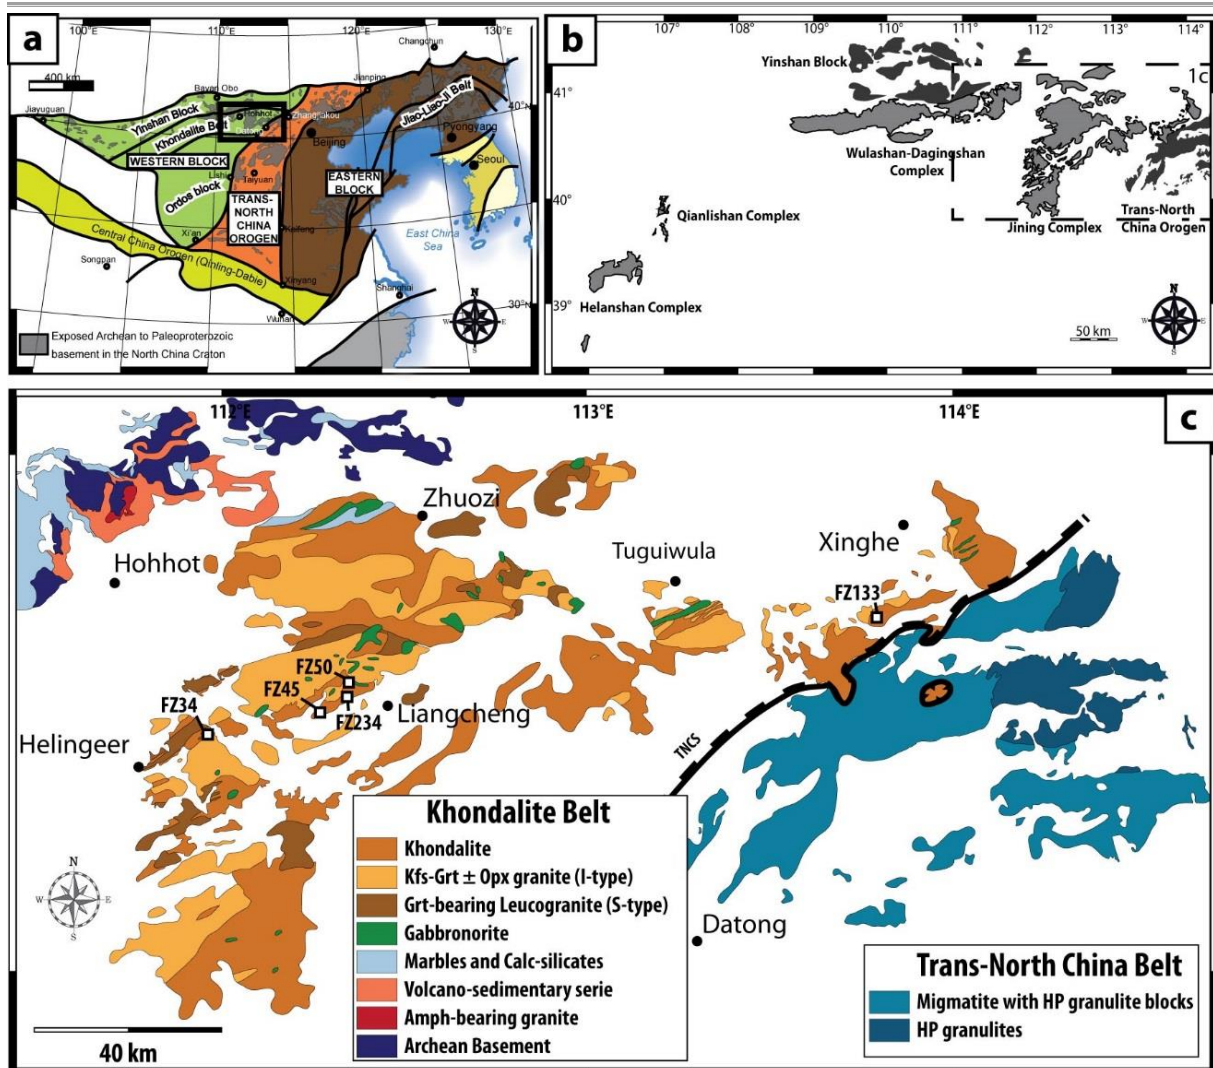 a
100°E
110°E
120°E
130°E
Changchun
400 km
Bayan Obo
Jianping
Jiayuguan
Yinshan Block
Khondalite Belt
Hohhot
Datong
Zhangjiakou
Jiao-Liao-Ji Belt
40°N
Beijing
Pyongyang
WESTERN BLOCK
Seoul
Ordos block
Taiyuan
EASTERN
BLOCK
TRANS-
NORTH
CHINA
OROGEN
Xi'an
Kaifeng
East China
Sea
Central China Orogen (Qinling-Dabie)
Songpan
Xinyang
Shanghai
30°N
Wuhan
N
W
E
S
Exposed Archean to Paleoproterozoic
basement in the North China Craton
b
107°
108°
109°
110°
111°
112°
113°
114°
Yinshan Block
1c
41°
Wulashan-Daqingshan
Complex
40°
Qianlishan Complex
Jining Complex
Trans-North
China Orogen
39°
Helanshan Complex
50 km
N
W
E
S
c
112°E
113°E
114°E
Zhuozi
Hohhot
Tuguiwula
Xinghe
FZ133
FZ50
FZ45
FZ34
FZ234
Liangcheng
Helingeer
TNCS
Datong
N
W
E
S
40 km
Khondalite Belt
Khondalite
Kfs-Grt ± Opx granite (I-type)
Grt-bearing Leucogranite (S-type)
Gabbronorite
Marbles and Calc-silicates
Volcano-sedimentary serie
Amph-bearing granite
Archean Basement
Trans-North China Belt
Migmatite with HP granulite blocks
HP granulites